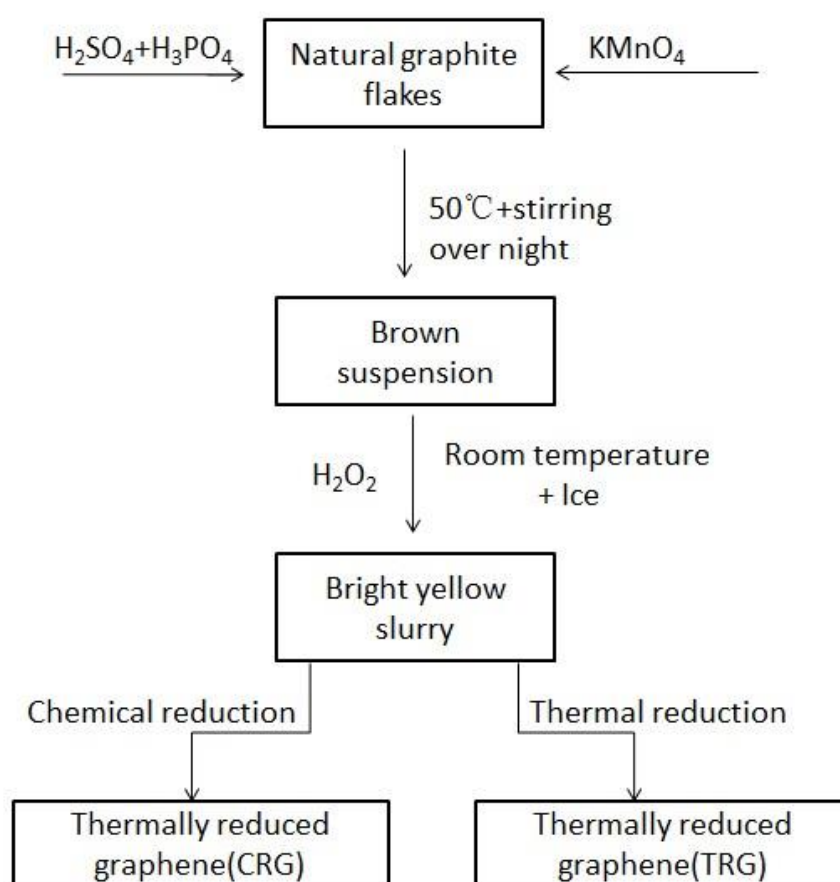 H₂SO₄+H₃PO₄
Natural graphite
flakes
KMnO₄
50℃+stirring
over night
Brown
suspension
H₂O₂
Room temperature
+ Ice
Bright yellow
slurry
Chemical reduction
Thermal reduction
Thermally reduced
graphene(CRG)
Thermally reduced
graphene(TRG)